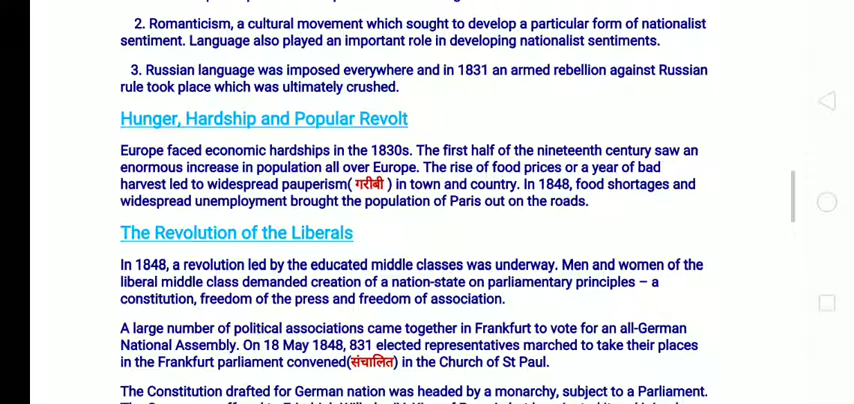 2. Romanticism, a cultural movement which sought to develop a particular form of nationalist
sentiment. Language also played an important role in developing nationalist sentiments.
3. Russian language was imposed everywhere and in 1831 an armed rebellion against Russian
rule took place which was ultimately crushed.
Hunger, Hardship and Popular Revolt
Europe faced economic hardships in the 1830s. The first half of the nineteenth century saw an
enormous increase in population all over Europe. The rise of food prices or a year of bad
harvest led to widespread pauperism( गरीबी ) in town and country. In 1848, food shortages and
widespread unemployment brought the population of Paris out on the roads.
The Revolution of the Liberals
In 1848, a revolution led by the educated middle classes was underway. Men and women of the
liberal middle class demanded creation of a nation-state on parliamentary principles – a
constitution, freedom of the press and freedom of association.
A large number of political associations came together in Frankfurt to vote for an all-German
National Assembly. On 18 May 1848, 831 elected representatives marched to take their places
in the Frankfurt parliament convened(संचालित) in the Church of St Paul.
The Constitution drafted for German nation was headed by a monarchy, subject to a Parliament.